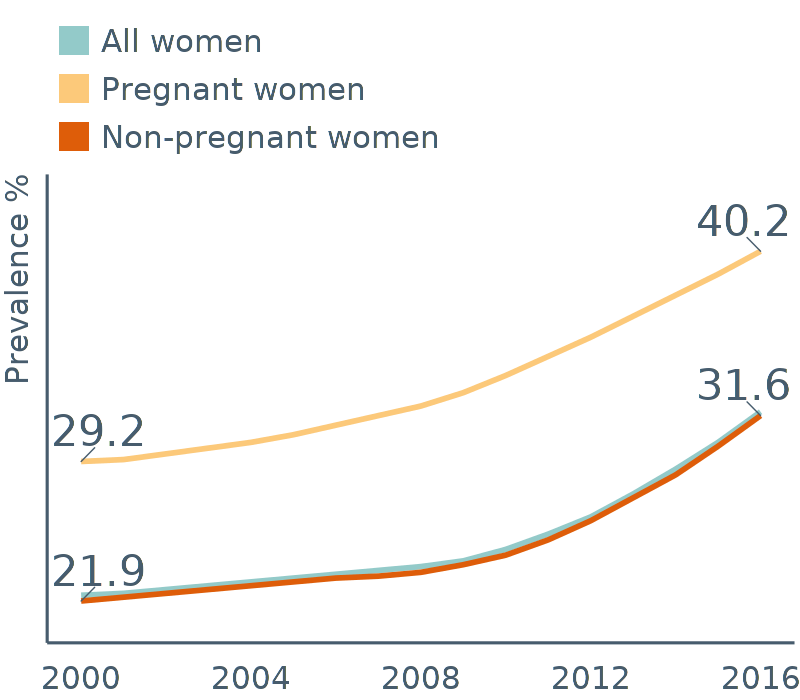 All women
Pregnant women
Non-pregnant women
Prevalence %
40.2
31.6
29.2
21.9
2000 2004 2008 2012 2016